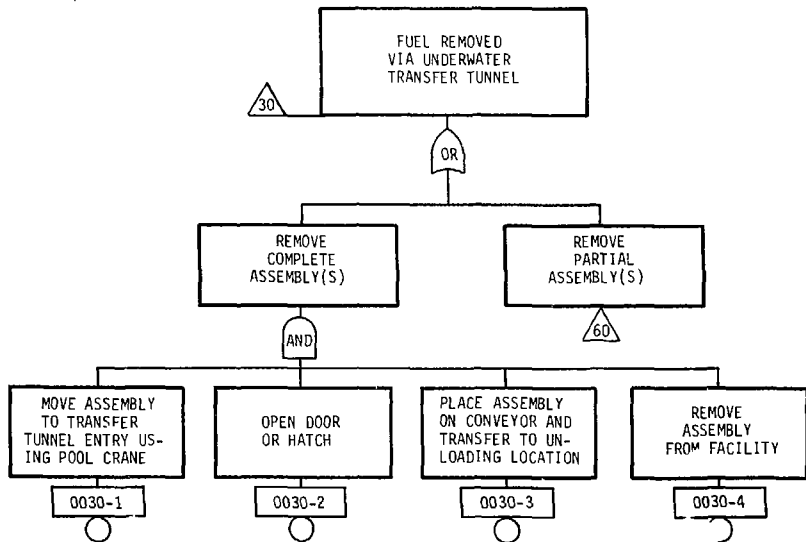 FUEL REMOVED
VIA UNDERWATER
TRANSFER TUNNEL
30
OR
REMOVE
COMPLETE
ASSEMBLY(S)
REMOVE
PARTIAL
ASSEMBLY(S)
60
AND
MOVE ASSEMBLY
TO TRANSFER
TUNNEL ENTRY US-
ING POOL CRANE
OPEN DOOR
OR HATCH
PLACE ASSEMBLY
ON CONVEYOR AND
TRANSFER TO UN-
LOADING LOCATION
REMOVE
ASSEMBLY
FROM FACILITY
0030-1
0030-2
0030-3
0030-4